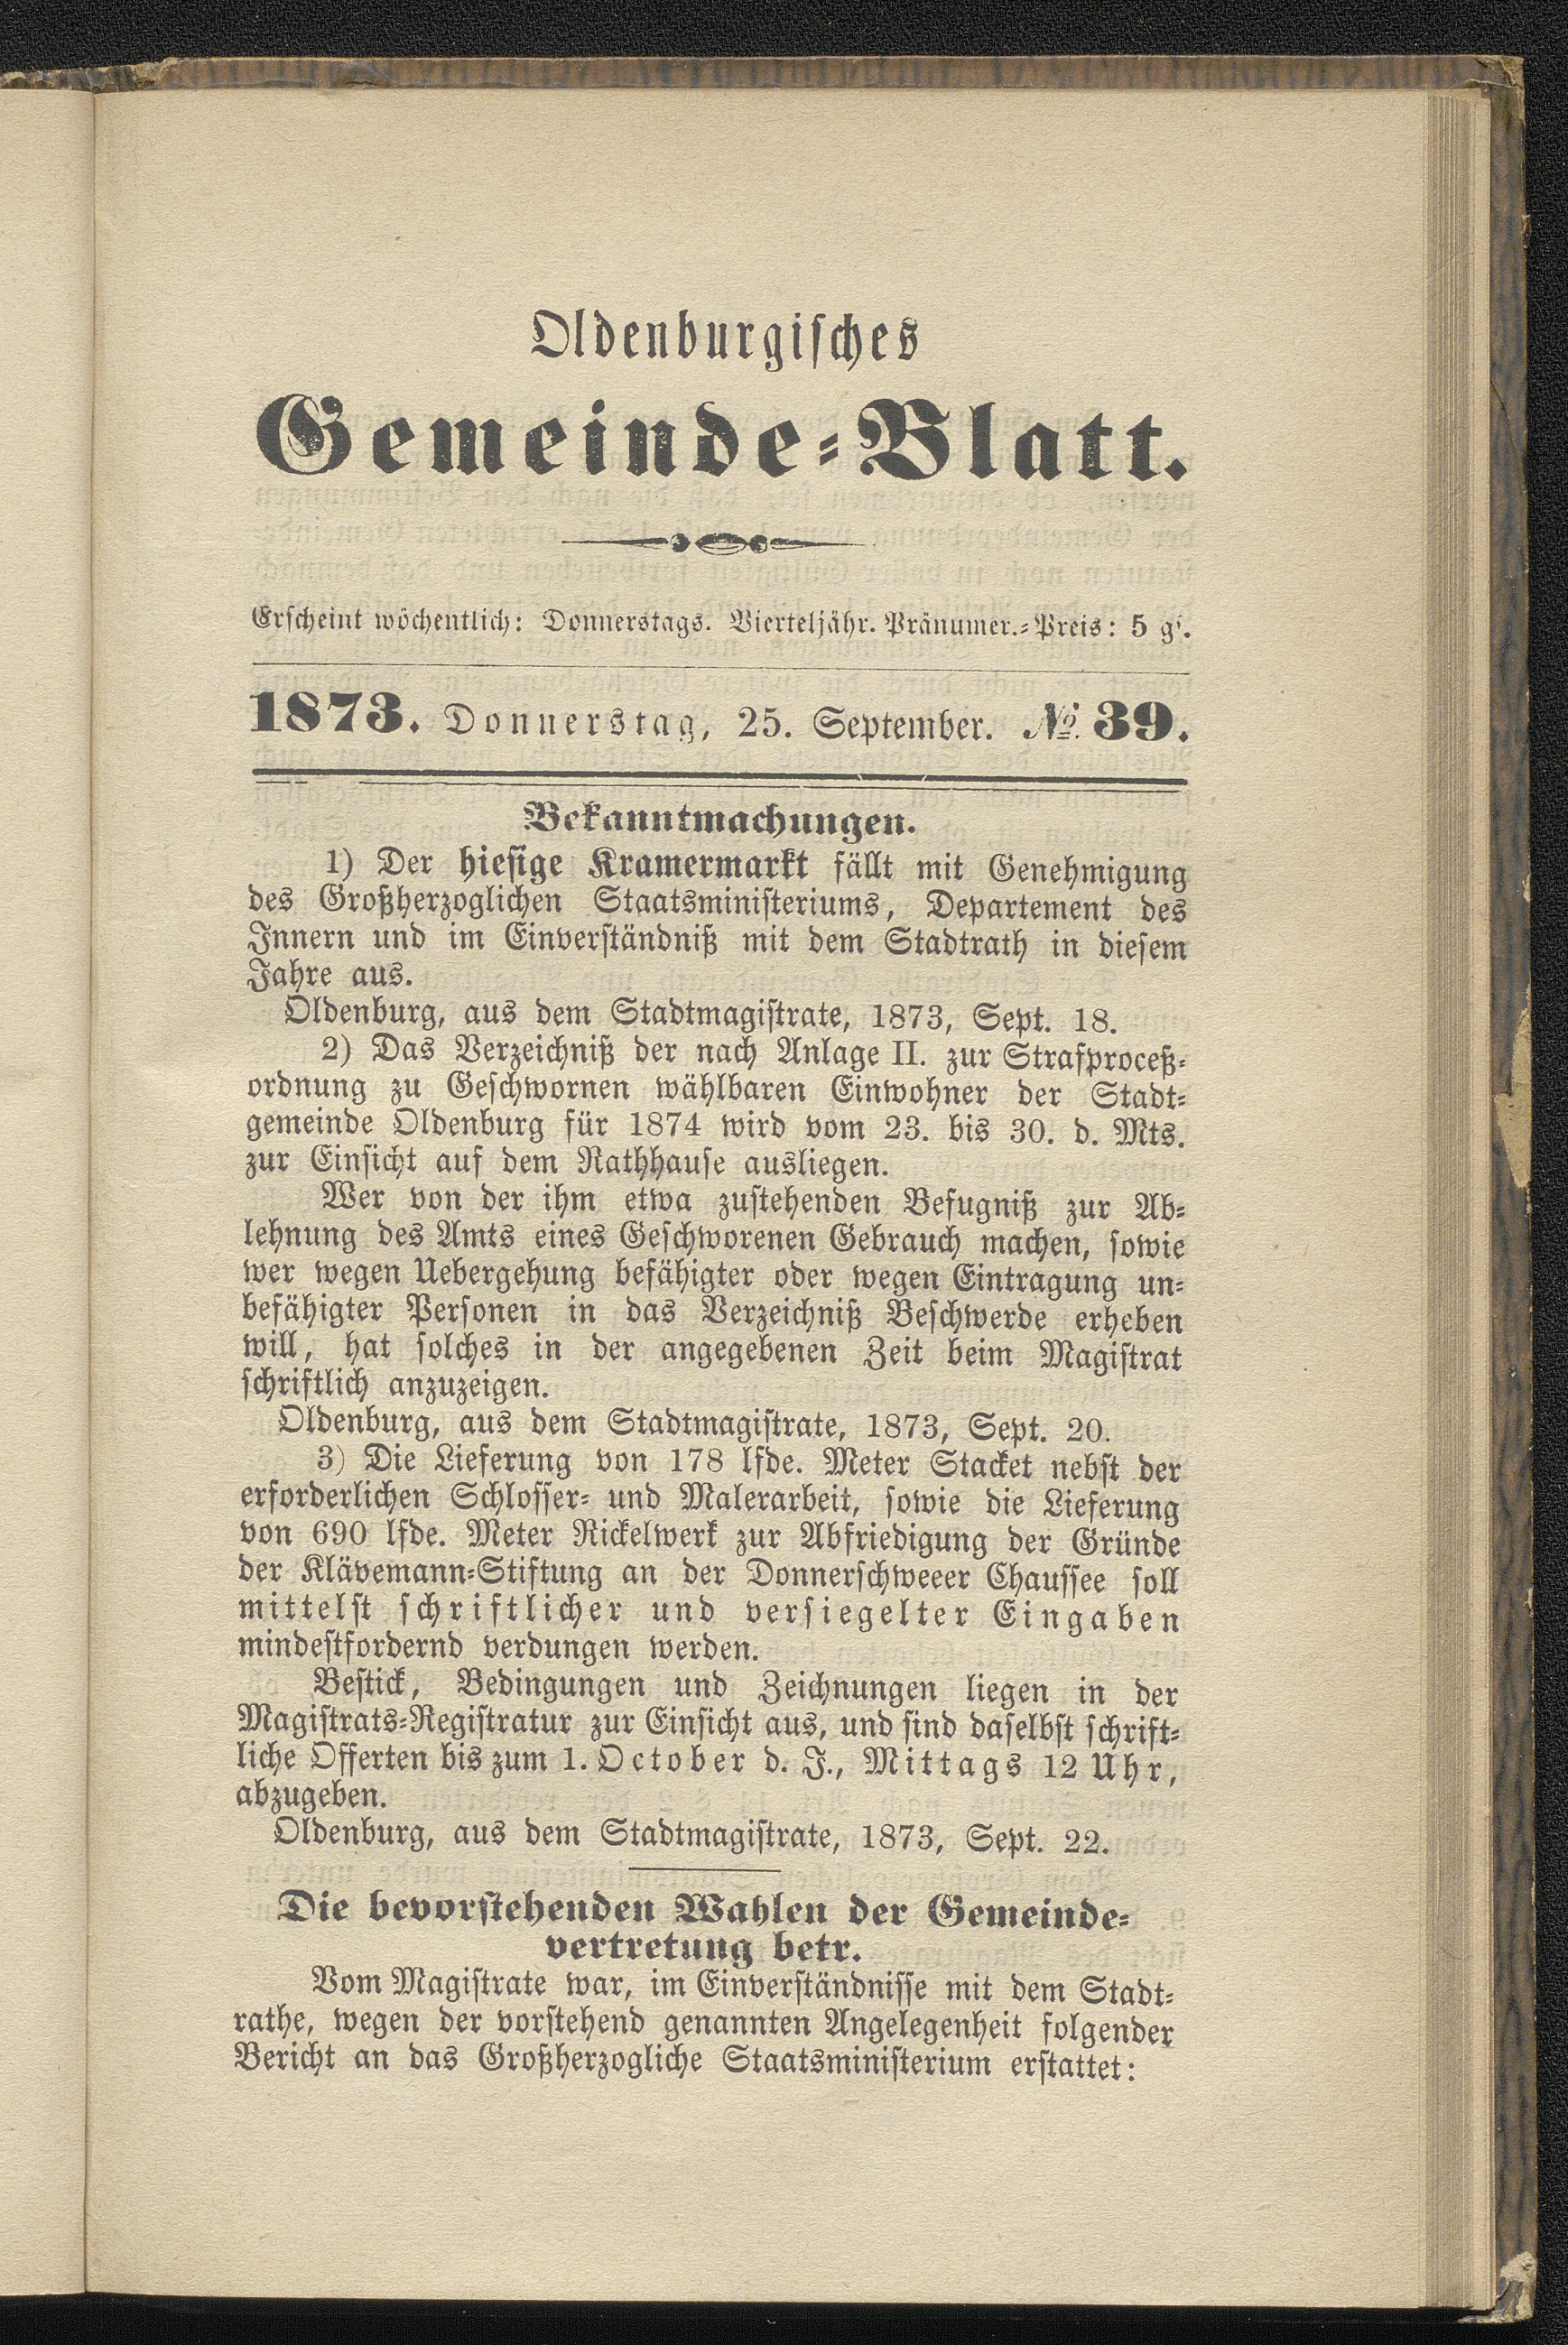 Oldenburgisches
Gemeinde-Blatt.
Erscheint wöchentlich: Donnerstags. Vierteljähr. Pränumer.-Preis: 5 gſ.
1873. Donnerstag, 25. September. № 39.
Bekanntmachungen.
1) Der hieſige Kramermarkt fällt mit Genehmigung
des Großherzoglichen Staatsminiſteriums, Departement des
Innern und im Einverſtändniß mit dem Stadtrath in dieſem
Jahre aus.
Oldenburg, aus dem Stadtmagiſtrate, 1873, Sept. 18.
2) Das Verzeichniß der nach Anlage II. zur Strafproceß-
ordnung zu Geſchwornen wählbaren Einwohner der Stadt-
gemeinde Oldenburg für 1874 wird vom 23. bis 30. d. Mts.
zur Einſicht auf dem Rathhauſe ausliegen.
Wer von der ihm etwa zuſtehenden Befugniß zur Ab-
lehnung des Amts eines Geſchworenen Gebrauch machen, ſowie
wer wegen Uebergehung befähigter oder wegen Eintragung un-
befähigter Perſonen in das Verzeichniß Beſchwerde erheben
will, hat ſolches in der angegebenen Zeit beim Magiſtrat
ſchriftlich anzuzeigen.
Oldenburg, aus dem Stadtmagiſtrate, 1873, Sept. 20.
3) Die Lieferung von 178 lfde. Meter Stacket nebſt der
erforderlichen Schloſſer- und Malerarbeit, ſowie die Lieferung
von 690 lfde. Meter Rickelwerk zur Abfriedigung der Gründe
der Klävemann-Stiftung an der Donnerſchweeer Chauſſee ſoll
mittelſt ſchriftlicher und verſiegelter Eingaben
mindeſtfordernd verdungen werden.
Beſtick, Bedingungen und Zeichnungen liegen in der
Magiſtrats-Regiſtratur zur Einſicht aus, und ſind daſelbſt ſchrift-
liche Offerten bis zum 1. October d. J., Mittags 12 Uhr,
abzugeben.
Oldenburg, aus dem Stadtmagiſtrate, 1873, Sept. 22.
Die bevorſtehenden Wahlen der Gemeinde-
vertretung betr.
Vom Magiſtrate war, im Einverſtändniſſe mit dem Stadt-
rathe, wegen der vorſtehend genannten Angelegenheit folgender
Bericht an das Großherzogliche Staatsminiſterium erſtattet: